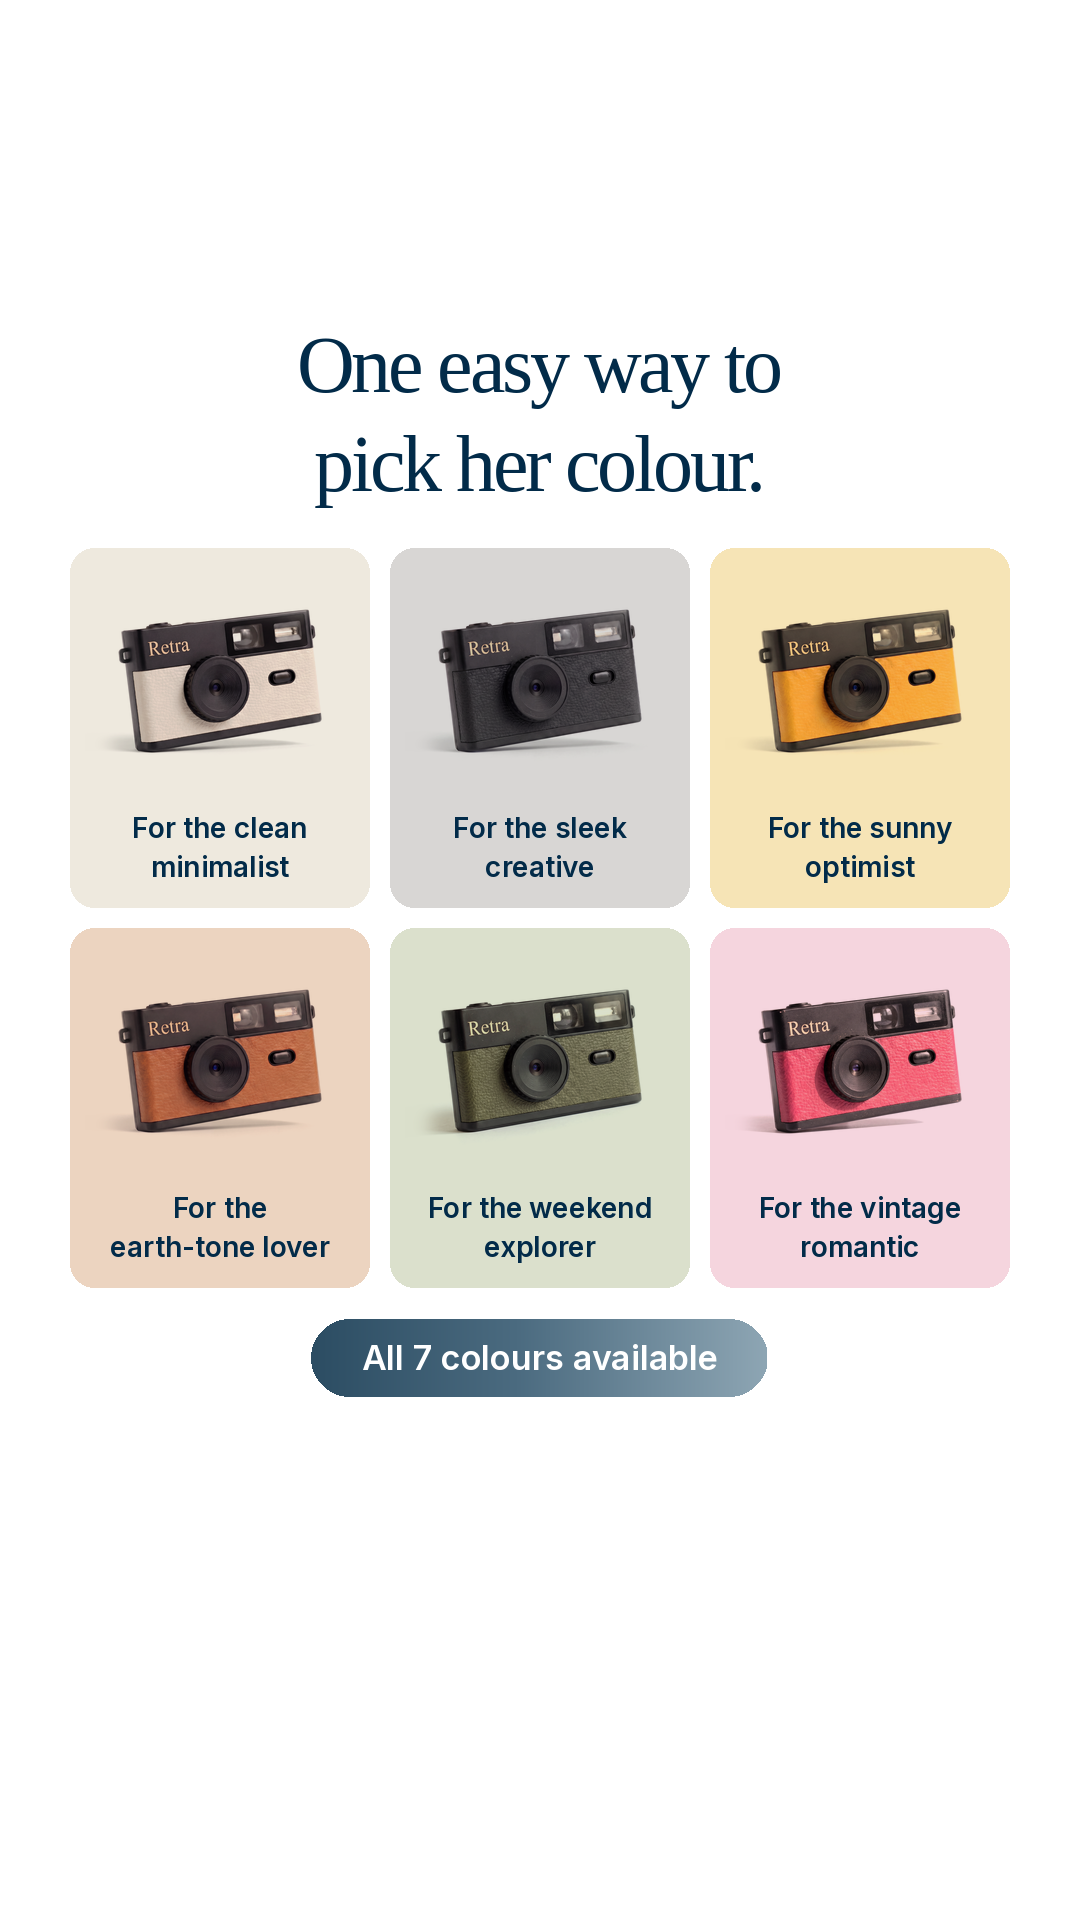 One easy way to
pick her colour.
Retra
Retra
Retra
For the clean
minimalist
For the sleek
creative
For the sunny
optimist
Retra
Retra
Retra
For the
earth-tone lover
For the weekend
explorer
For the vintage
romantic
All 7 colours available